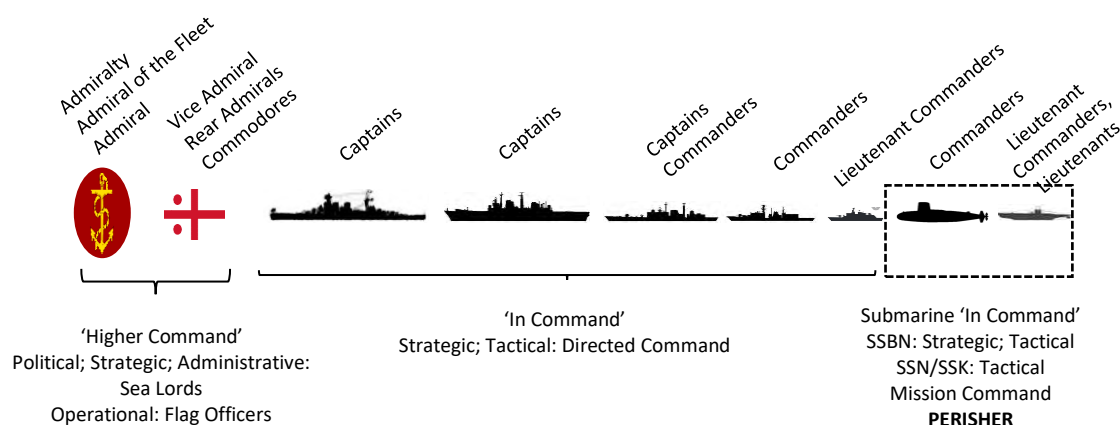 Admiralty
Admiral of the Fleet
Admiral
Vice Admiral
Rear Admirals
Commodores
Captains
Captains
Captains
Commanders
Commanders
Lieutenant Commanders
Commanders
Lieutenant
Commanders,
Lieutenants
‘Higher Command’
Political; Strategic; Administrative:
Sea Lords
Operational: Flag Officers
‘In Command’
Strategic; Tactical: Directed Command
Submarine ‘In Command’
SSBN: Strategic; Tactical
SSN/SSK: Tactical
Mission Command
PERISHER